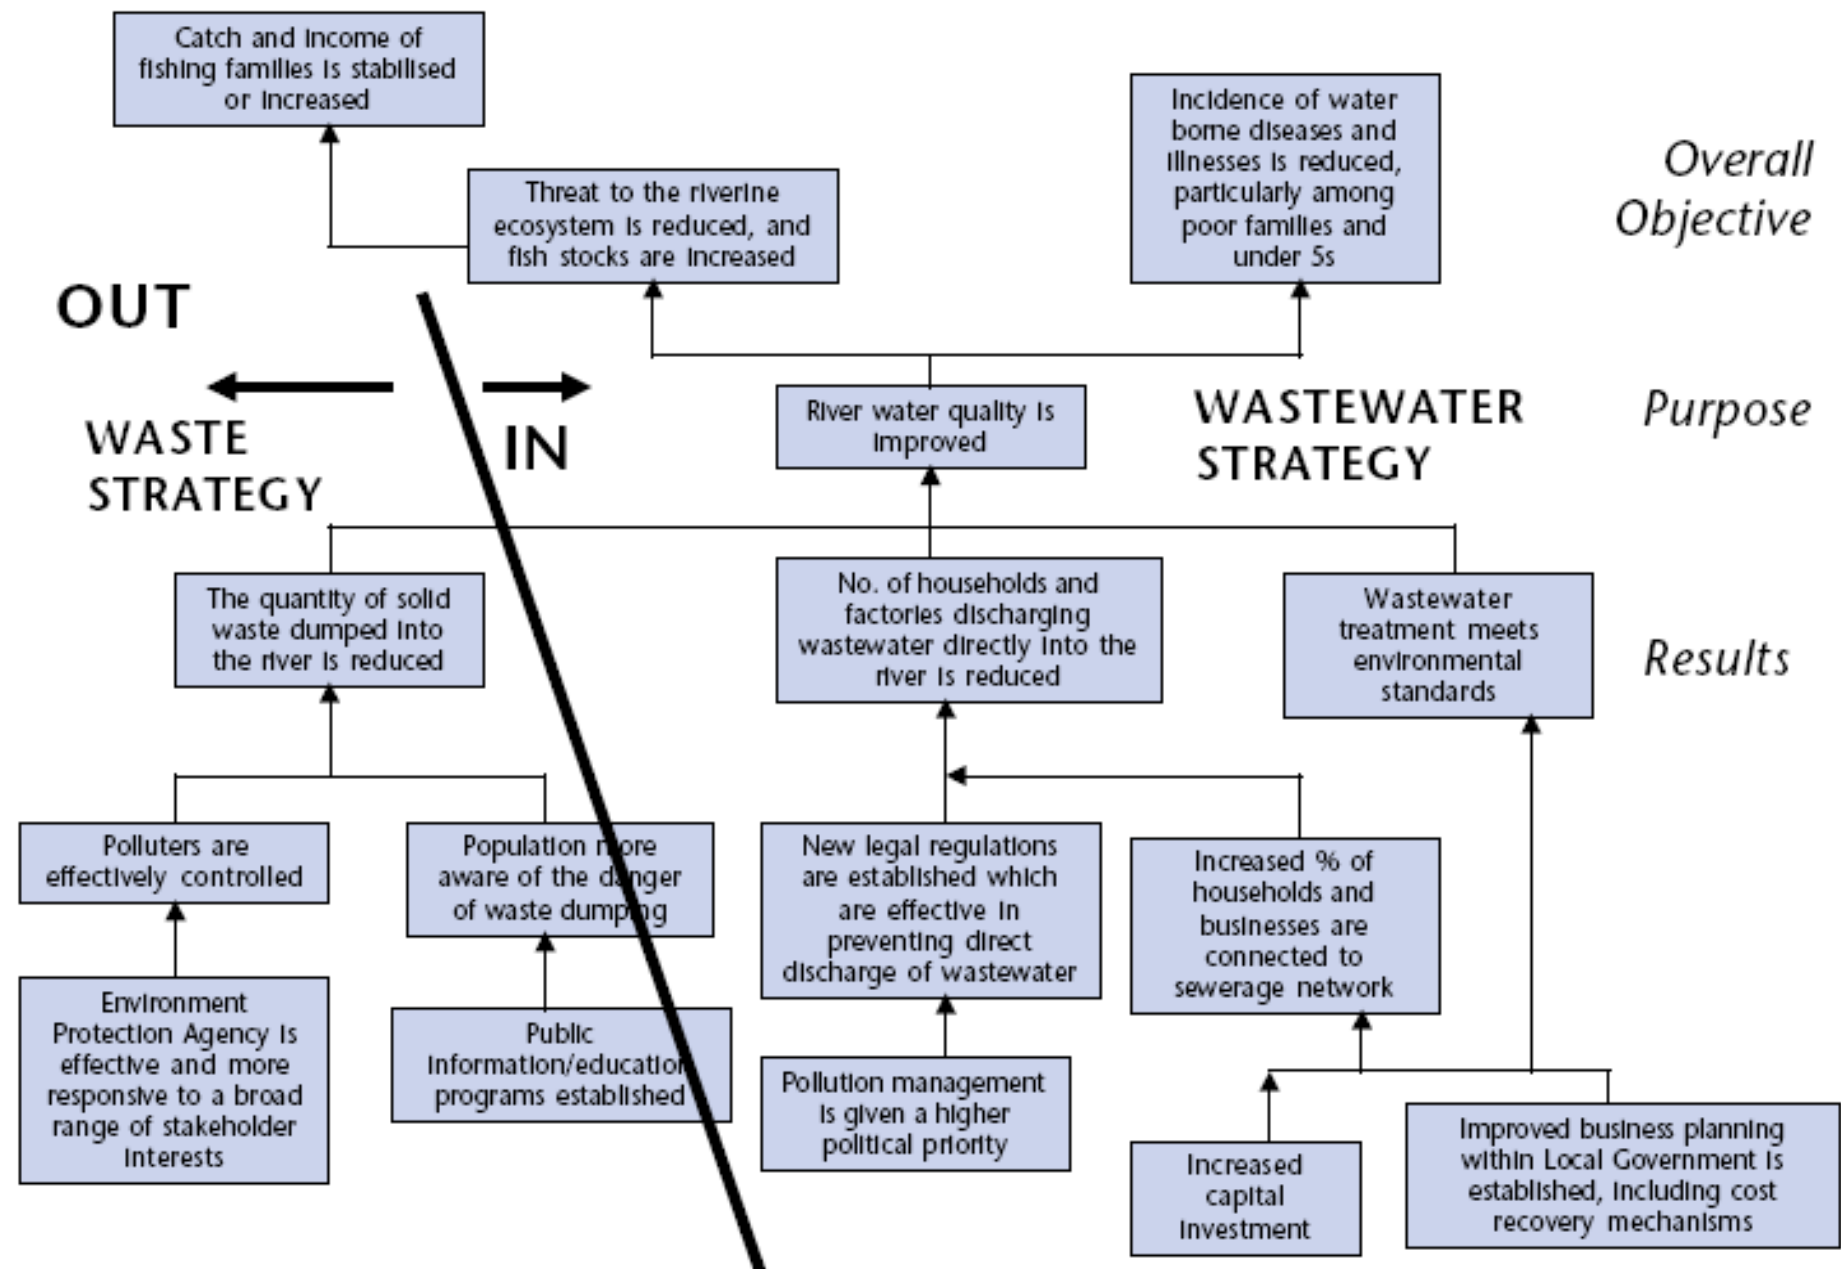 Catch and income of
fishing families is stabilised
or increased
Threat to the riverine
ecosystem is reduced, and
fish stocks are increased
Incidence of water
borne diseases and
illnesses is reduced,
particularly among
poor families and
under 5s
Overall
Objective
OUT
IN
WASTE
STRATEGY
River water quality is
improved
WASTEWATER
STRATEGY
Purpose
The quantity of solid
waste dumped into
the river is reduced
No. of households and
factories discharging
wastewater directly into the
river is reduced
Wastewater
treatment meets
environmental
standards
Results
Polluters are
effectively controlled
Population more
aware of the danger
of waste dumping
New legal regulations
are established which
are effective in
preventing direct
discharge of wastewater
Increased % of
households and
businesses are
connected to
sewerage network
Environment
Protection Agency is
effective and more
responsive to a broad
range of stakeholder
interests
Public
information/education
programs established
Pollution management
is given a higher
political priority
Increased
capital
investment
Improved business planning
within Local Government is
established, including cost
recovery mechanisms